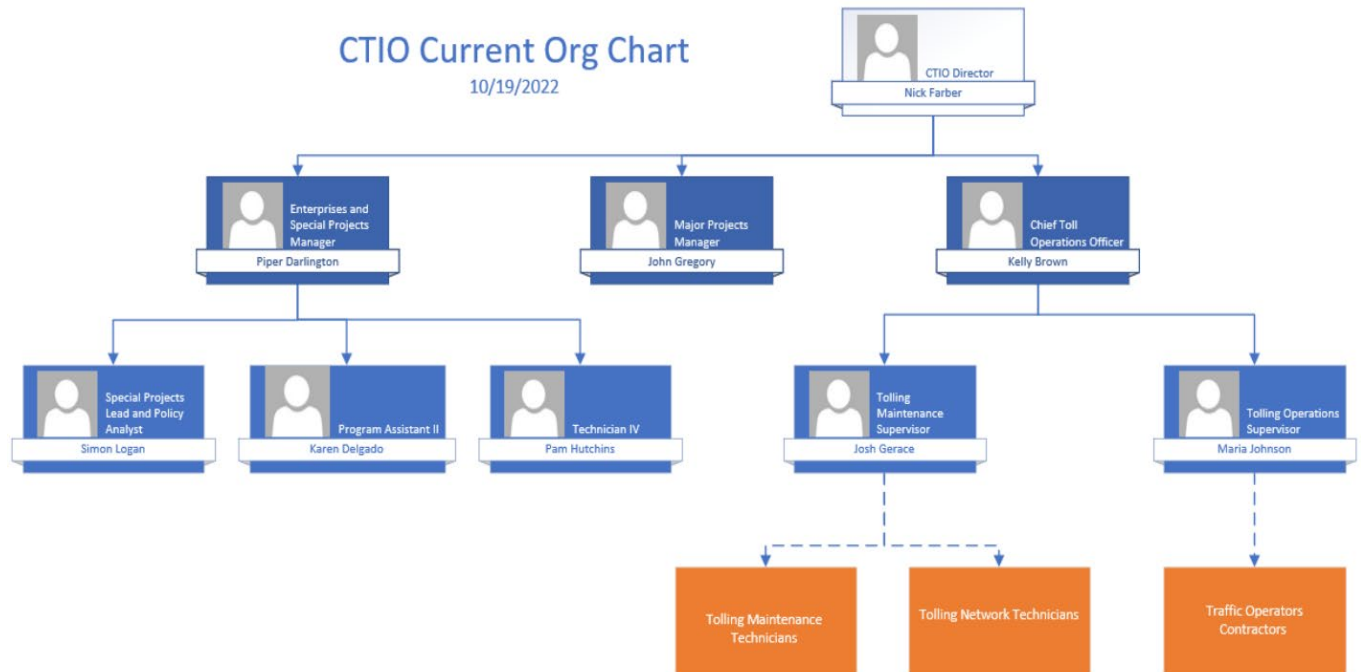 CTIO Current Org Chart
10/19/2022
CTIO Director
Nick Farber
Enterprises and
Special Projects
Manager
Piper Darlington
Major Projects
Manager
John Gregory
Chief Toll
Operations Officer
Kelly Brown
Special Projects
Lead and Policy
Analyst
Simon Logan
Program Assistant II
Karen Delgado
Technician IV
Pam Hutchins
Tolling
Maintenance
Supervisor
Josh Gerace
Tolling Operations
Supervisor
Maria Johnson
Tolling Maintenance
Technicians
Tolling Network Technicians
Traffic Operators
Contractors